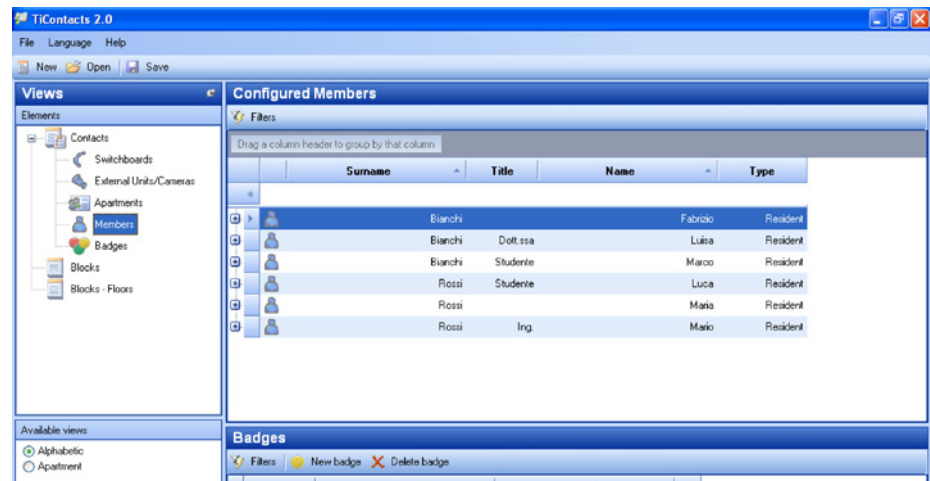 TiContacts 2.0
File Language Help
New Open Save
Views
Elements
Contacts
Switchboards
External Units/Cameras
Apartments
Members
Badges
Blocks
Blocks - Floors
Available views
Alphabetic
Apartment
Configured Members
Filters
Drag a column header to group by that column
Surname Title Name Type
Bianchi Fabrizio Resident
Bianchi Dott.ssa Luisa Resident
Bianchi Studente Marco Resident
Rossi Studente Luca Resident
Rossi Maria Resident
Rossi Ing. Mario Resident
Badges
Filters New badge Delete badge